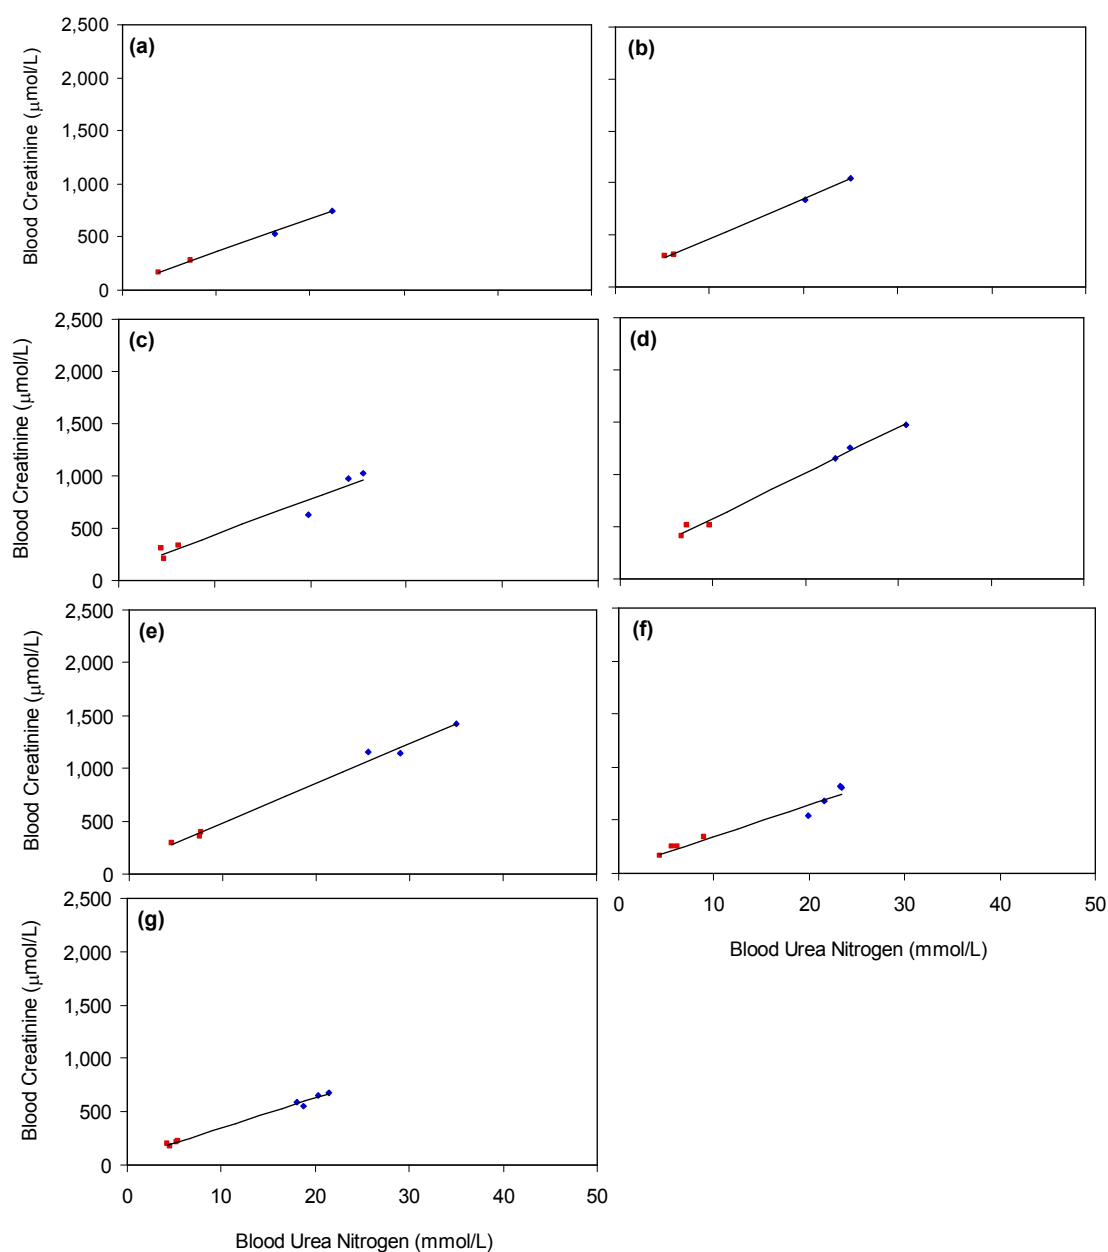 (a)
2,500
2,000
1,500
1,000
500
0
Blood Creatinine (μmol/L)
(b)
(c)
2,500
2,000
1,500
1,000
500
0
Blood Creatinine (μmol/L)
(d)
(e)
2,500
2,000
1,500
1,000
500
0
Blood Creatinine (μmol/L)
(f)
0 10 20 30 40 50
Blood Urea Nitrogen (mmol/L)
(g)
2,500
2,000
1,500
1,000
500
0
Blood Creatinine (μmol/L)
0 10 20 30 40 50
Blood Urea Nitrogen (mmol/L)